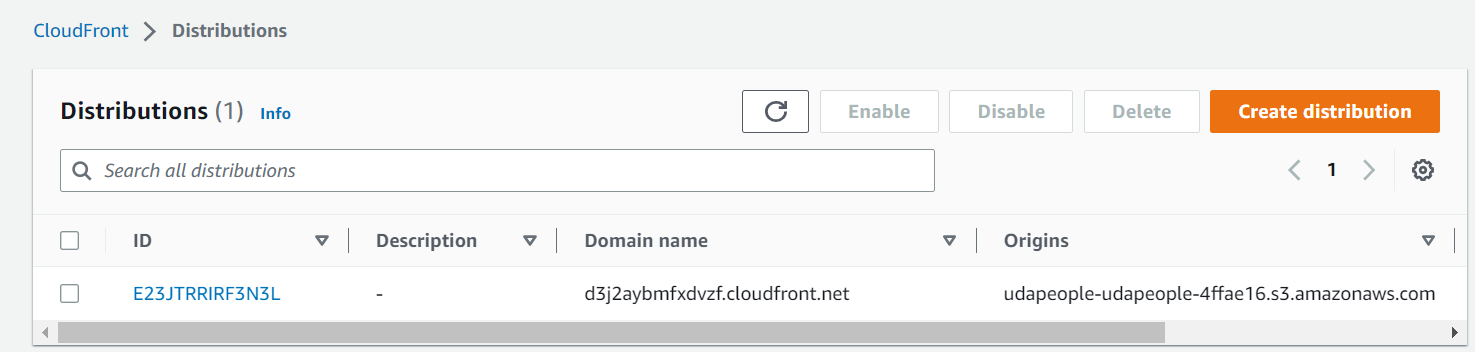 CloudFront > Distributions
Distributions (1) Info
Enable Disable Delete Create distribution
Search all distributions
1
ID Description Domain name Origins
E23JTRRIRF3N3L - d3j2aybmfxdvzf.cloudfront.net udapeople-udapeople-4ffae16.s3.amazonaws.com